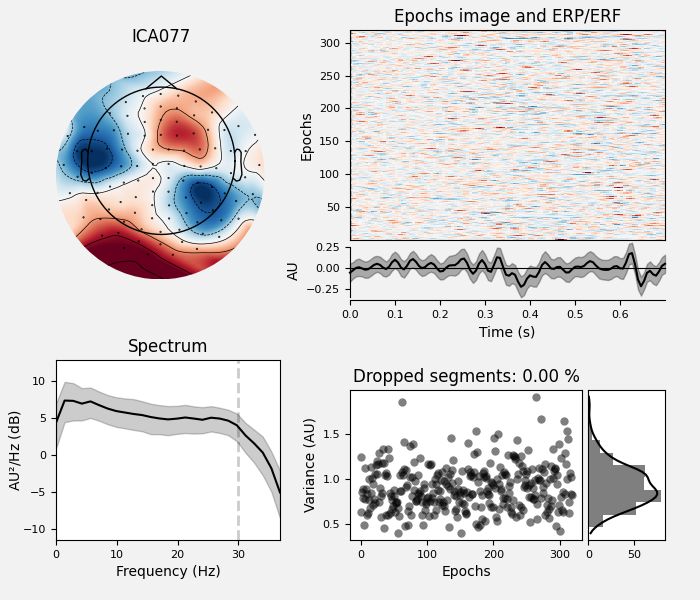 ICA077
Epochs image and ERP/ERF
Epochs
300
250
200
150
100
50
AU
0.25
0.00
−0.25
0.0 0.1 0.2 0.3 0.4 0.5 0.6
Time (s)
Spectrum
AU²/Hz (dB)
10
5
0
−5
−10
0 10 20 30
Frequency (Hz)
Dropped segments: 0.00 %
Variance (AU)
1.5
1.0
0.5
0 100 200 300
Epochs
0 50